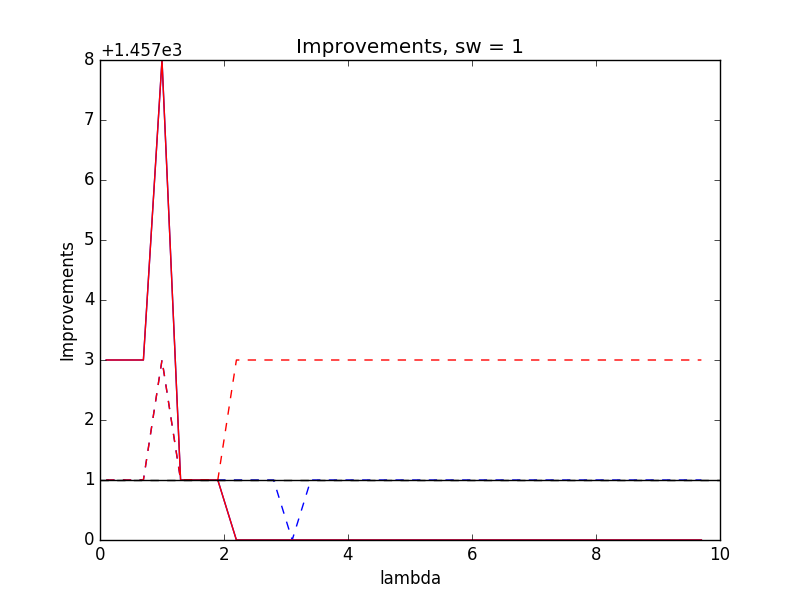 Improvements, sw = 1
+1.457e3
8
7
6
5
4
3
2
1
0
Improvements
0 2 4 6 8 10
lambda